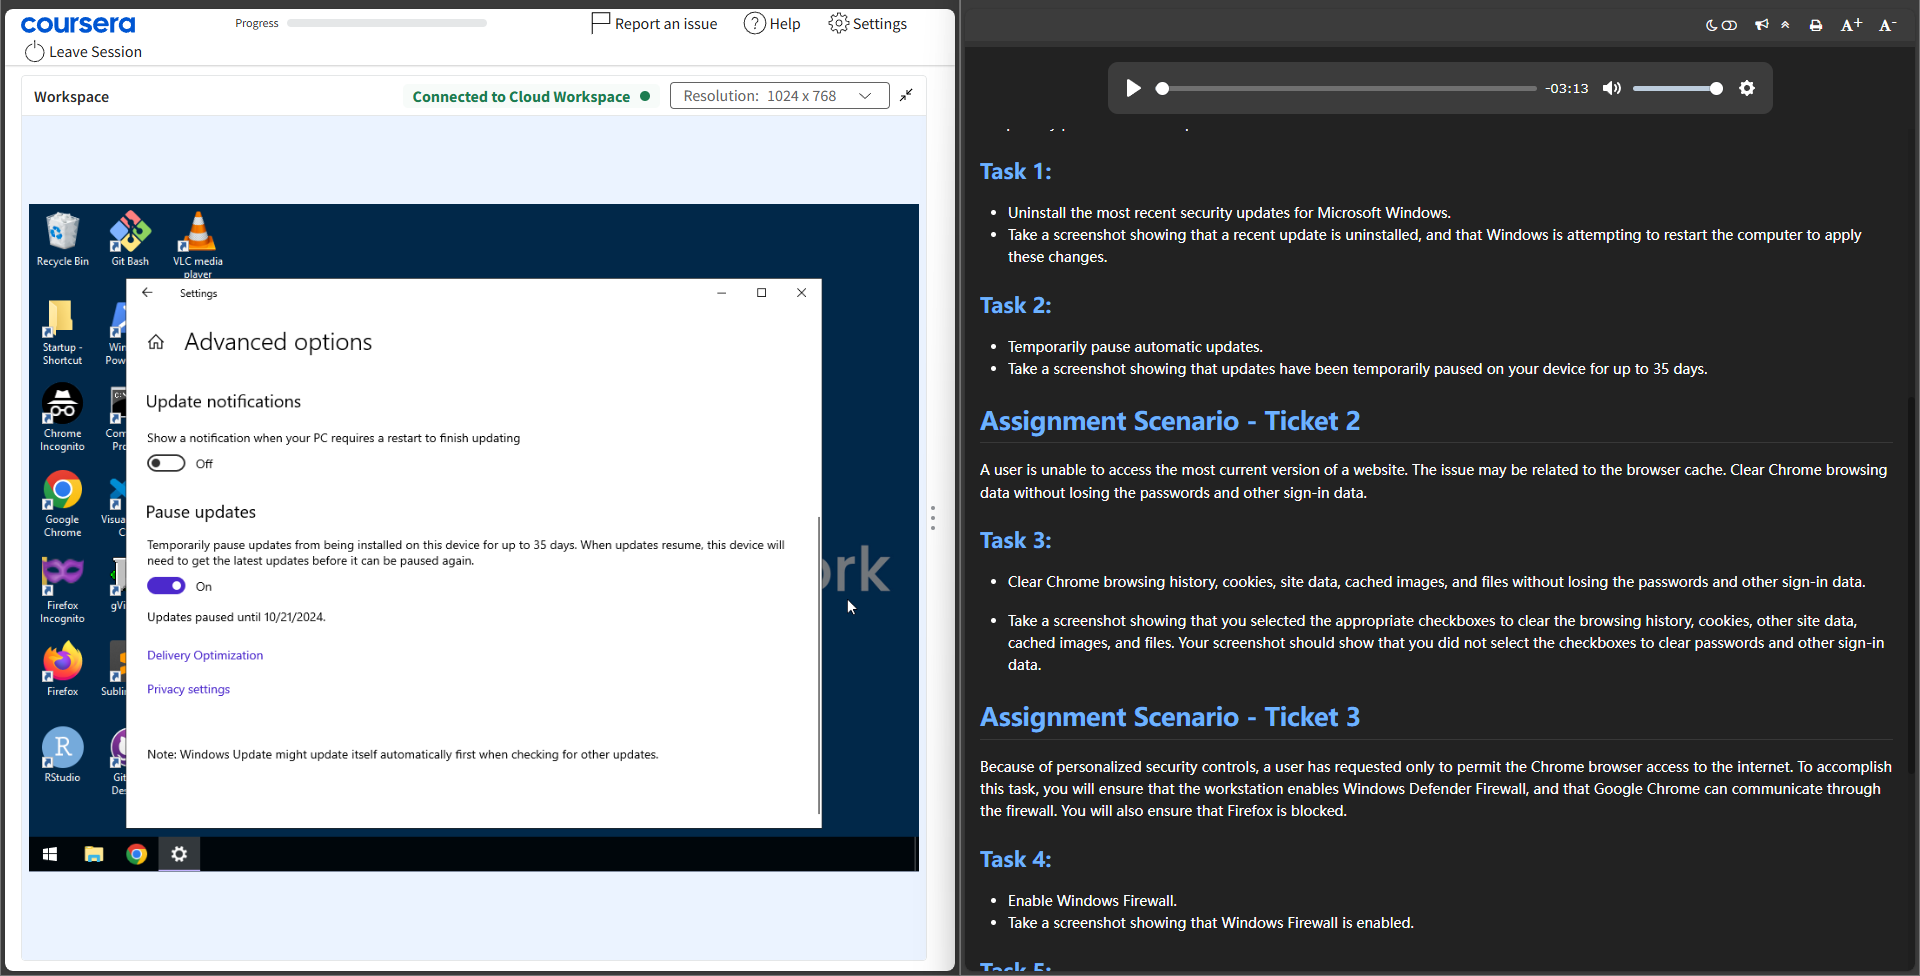 coursera
Progress
Report an issue
Help
Settings
Leave Session
Workspace
Connected to Cloud Workspace
Resolution: 1024 x 768
Recycle Bin
Git Bash
VLC media
player
Startup -
Shortcut
Win
Pow
Chrome
Incognito
Com
Pro
Google
Chrome
Visua
C
Firefox
Incognito
gVi
Firefox
Sublin
R
RStudio
Git
Des
ork
Settings
Advanced options
Update notifications
Show a notification when your PC requires a restart to finish updating
Off
Pause updates
Temporarily pause updates from being installed on this device for up to 35 days. When updates resume, this device will
need to get the latest updates before it can be paused again.
On
Updates paused until 10/21/2024.
Delivery Optimization
Privacy settings
Note: Windows Update might update itself automatically first when checking for other updates.
A+
A-
-03:13
Task 1:
• Uninstall the most recent security updates for Microsoft Windows.
• Take a screenshot showing that a recent update is uninstalled, and that Windows is attempting to restart the computer to apply
these changes.
Task 2:
• Temporarily pause automatic updates.
• Take a screenshot showing that updates have been temporarily paused on your device for up to 35 days.
Assignment Scenario - Ticket 2
A user is unable to access the most current version of a website. The issue may be related to the browser cache. Clear Chrome browsing
data without losing the passwords and other sign-in data.
Task 3:
• Clear Chrome browsing history, cookies, site data, cached images, and files without losing the passwords and other sign-in data.
• Take a screenshot showing that you selected the appropriate checkboxes to clear the browsing history, cookies, other site data,
cached images, and files. Your screenshot should show that you did not select the checkboxes to clear passwords and other sign-in
data.
Assignment Scenario - Ticket 3
Because of personalized security controls, a user has requested only to permit the Chrome browser access to the internet. To accomplish
this task, you will ensure that the workstation enables Windows Defender Firewall, and that Google Chrome can communicate through
the firewall. You will also ensure that Firefox is blocked.
Task 4:
• Enable Windows Firewall.
• Take a screenshot showing that Windows Firewall is enabled.
Task 5: